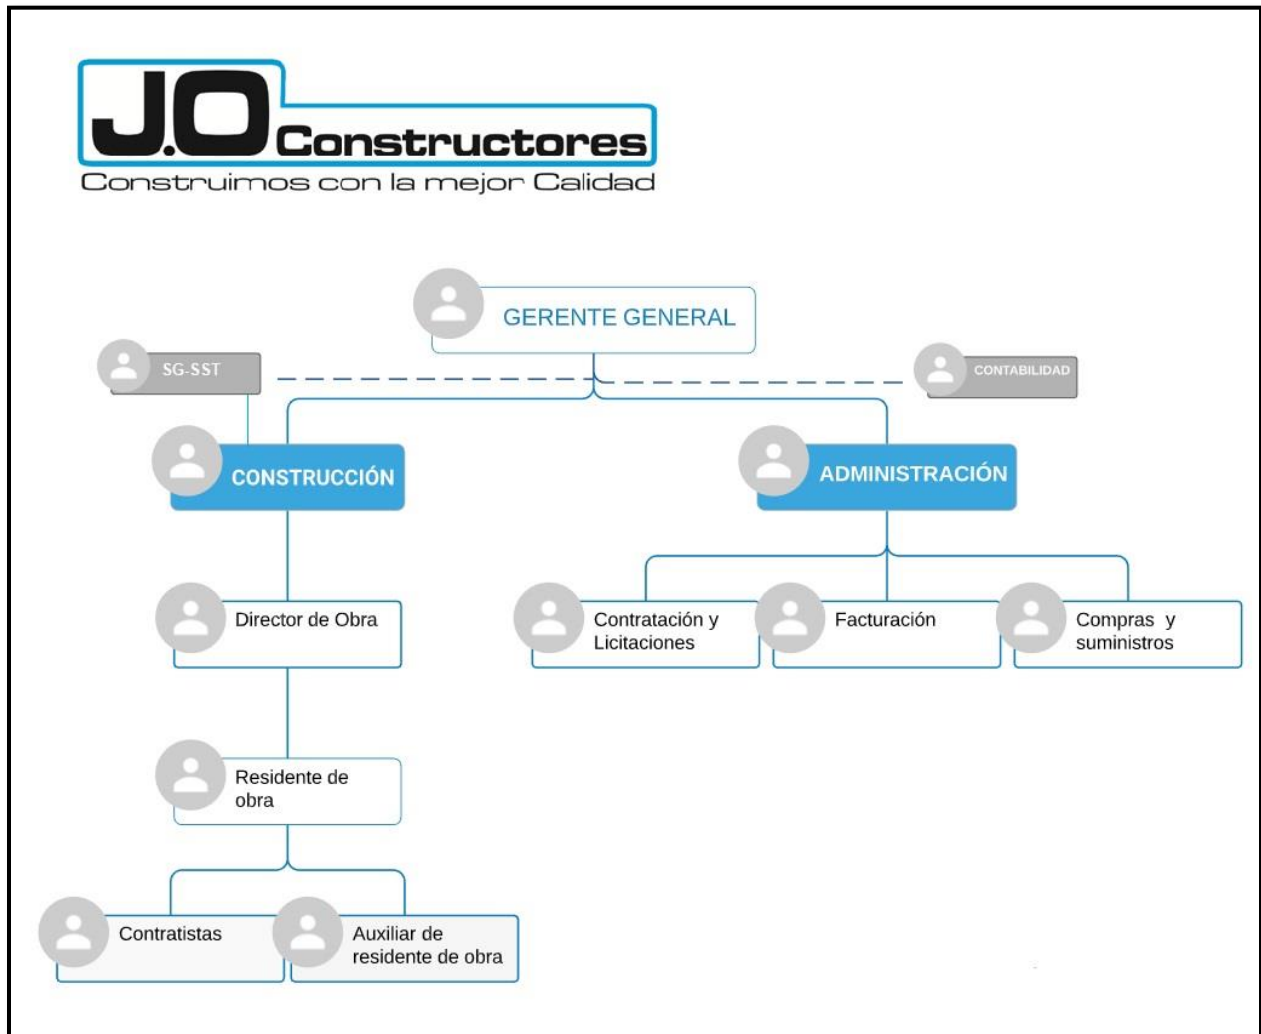 J.O Constructores
Construimos con la mejor Calidad
GERENTE GENERAL
SG-SST
CONTABILIDAD
CONSTRUCCIÓN
ADMINISTRACIÓN
Director de Obra
Contratación y
Licitaciones
Facturación
Compras y
suministros
Residente de
obra
Contratistas
Auxiliar de
residente de obra